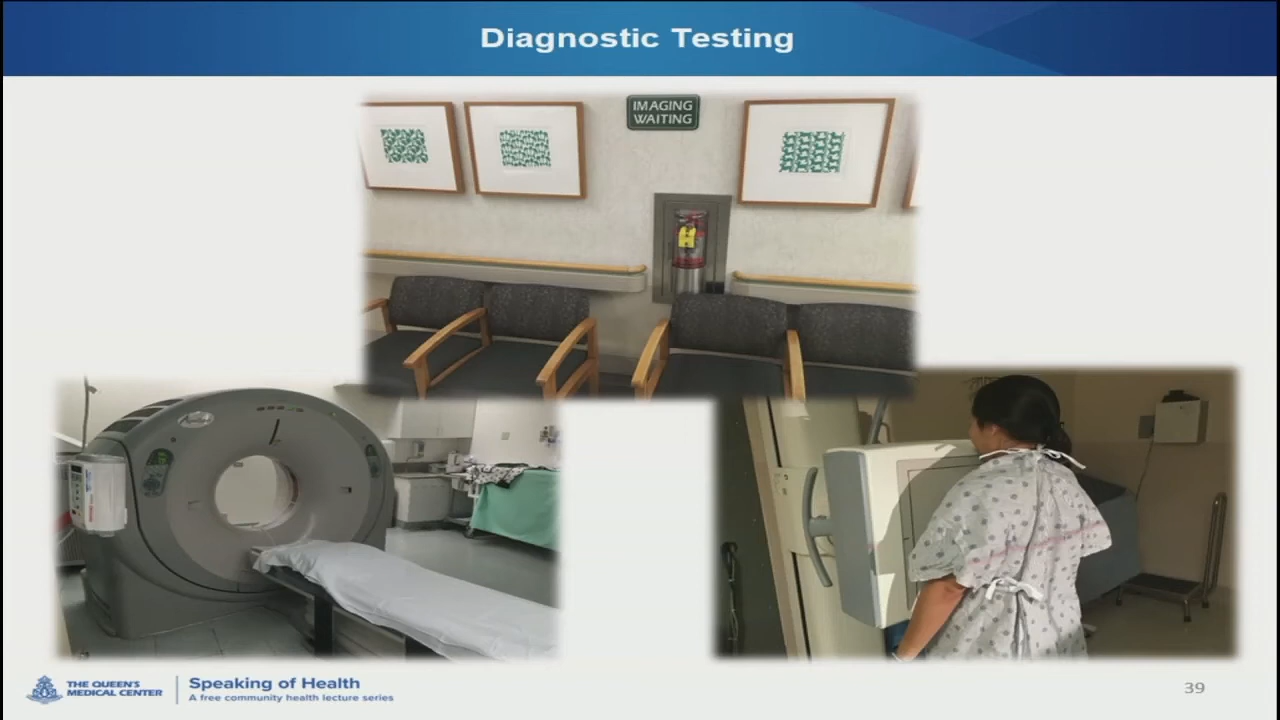 Diagnostic Testing
IMAGING
WAITING
THE QUEEN'S
MEDICAL CENTER
Speaking of Health
A free community health lecture series
39